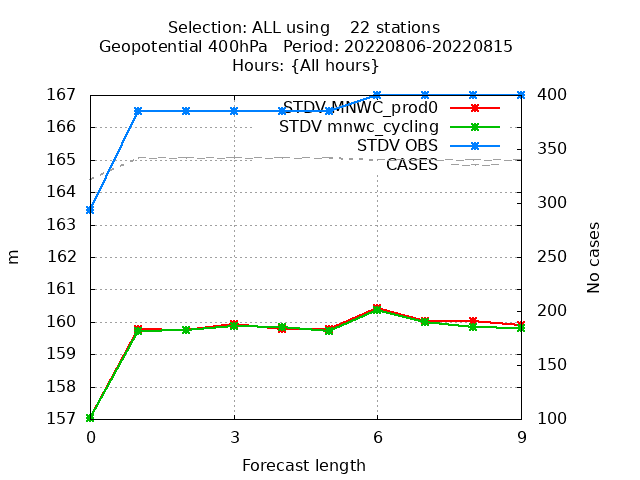 Selection: ALL using    22 stations
Geopotential 400hPa   Period: 20220806-20220815
Hours: {All hours}
167
166
165
164
163
162
161
160
159
158
157
400
350
300
250
200
150
100
STDV MNWC_prod0
STDV mnwc_cycling
STDV OBS
CASES
m
No cases
0
3
6
9
Forecast length